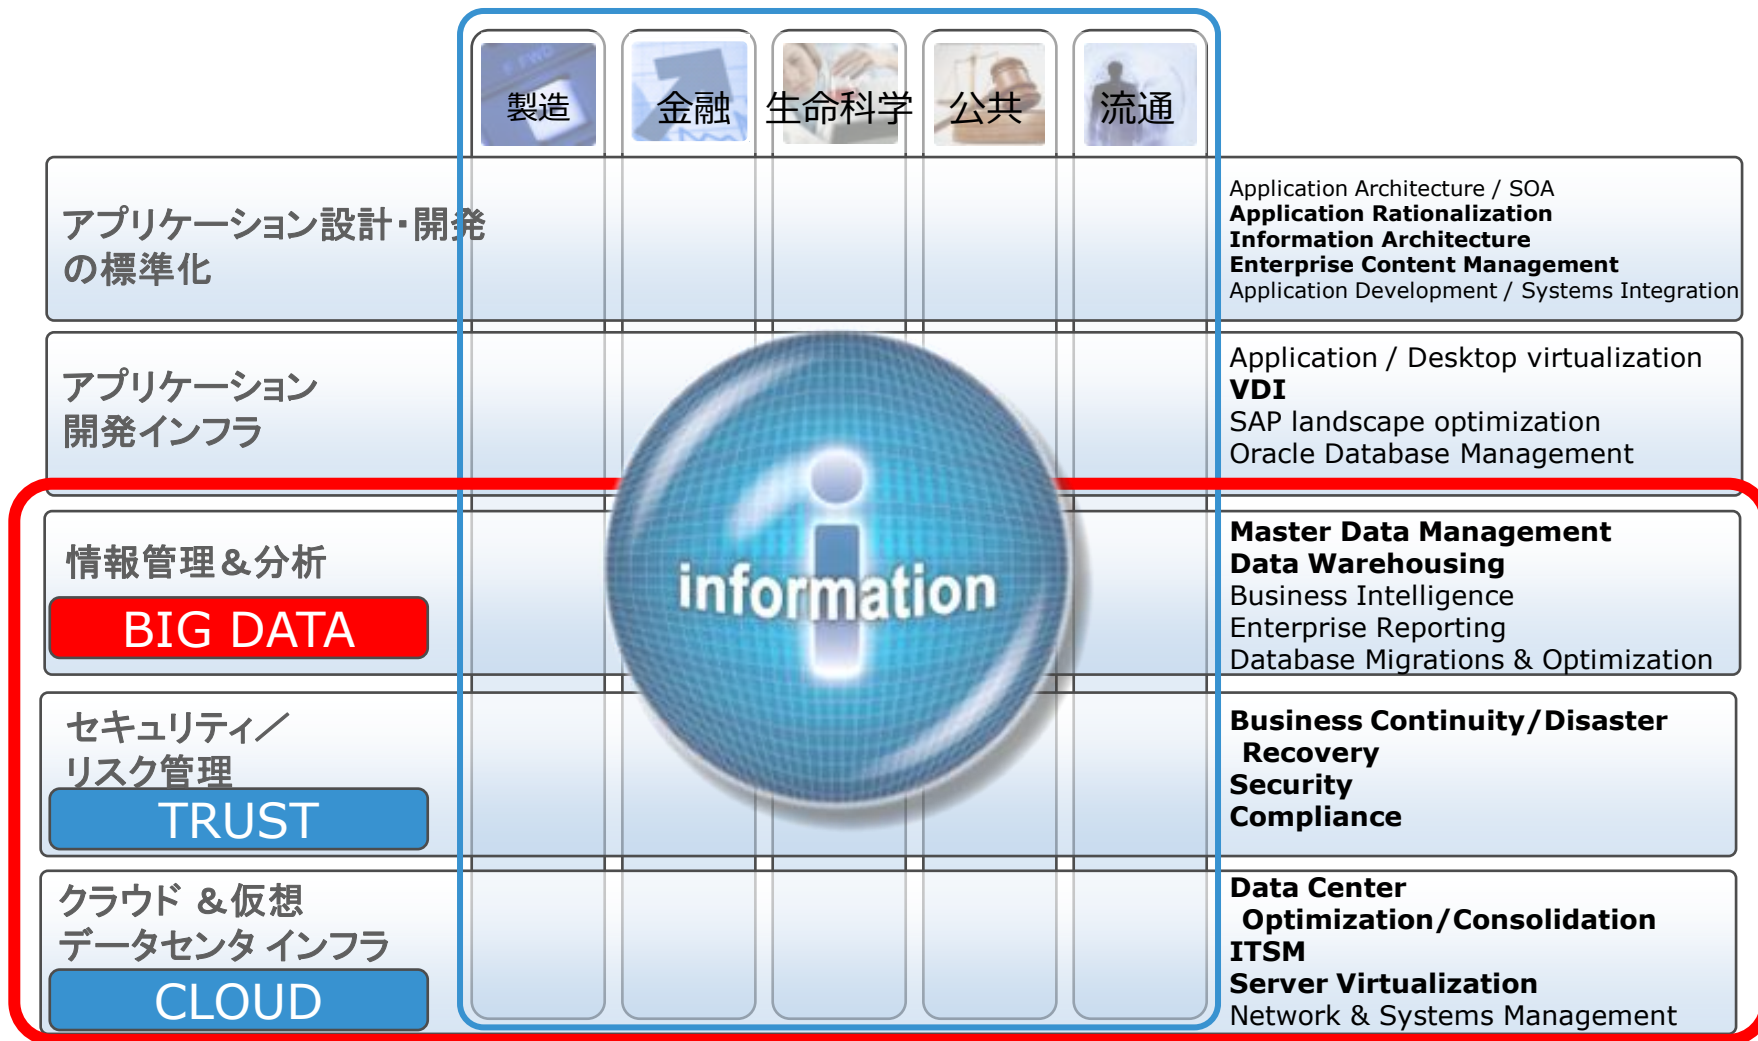 製造
金融
生命科学
公共
流通
アプリケーション設計・開発
の標準化
Application Architecture / SOA
Application Rationalization
Information Architecture
Enterprise Content Management
Application Development / Systems Integration
アプリケーション
開発インフラ
Application / Desktop virtualization
VDI
SAP landscape optimization
Oracle Database Management
情報管理&分析
BIG DATA
information
Master Data Management
Data Warehousing
Business Intelligence
Enterprise Reporting
Database Migrations & Optimization
セキュリティ／
リスク管理
TRUST
Business Continuity/Disaster
Recovery
Security
Compliance
クラウド &仮想
データセンタ インフラ
CLOUD
Data Center
Optimization/Consolidation
ITSM
Server Virtualization
Network & Systems Management